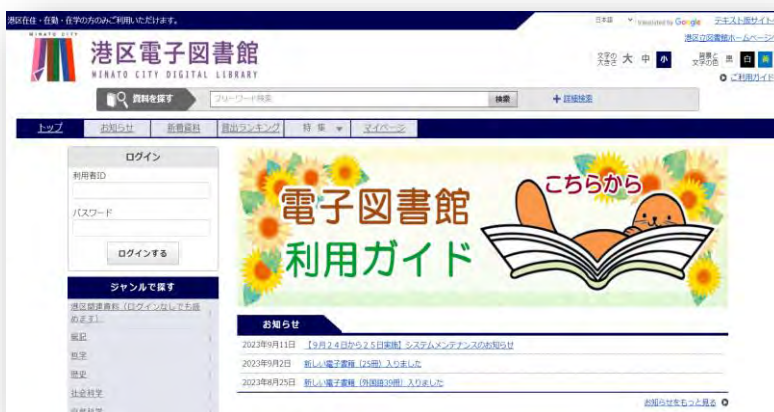 港区在住・在勤・在学の方のみご利用いただけます。
日本語
Google
テキスト版サイトへ
港区立図書館ホームページへ
MINATO CITY
港区電子図書館
MINATO CITY DIGITAL LIBRARY
文字の大きさ 大 中 小
背景と文字の色 黒 白 青
ご利用ガイド
資料を探す
フリーワード検索
検索
詳細検索
トップ
お知らせ
新着資料
貸出ランキング
特集
マイページ
ログイン
利用者ID
パスワード
ログインする
ジャンルで探す
港区関連資料(ログインなしでも読めます)
総記
哲学
歴史
社会科学
自然科学
電子図書館
利用ガイド
こちらから
お知らせ
2023年9月11日 【9月24日から25日実施】システムメンテナンスのお知らせ
2023年9月2日 新しい電子書籍(25冊)入りました
2023年8月25日 新しい電子書籍(外国語39冊)入りました
お知らせをもっと見る